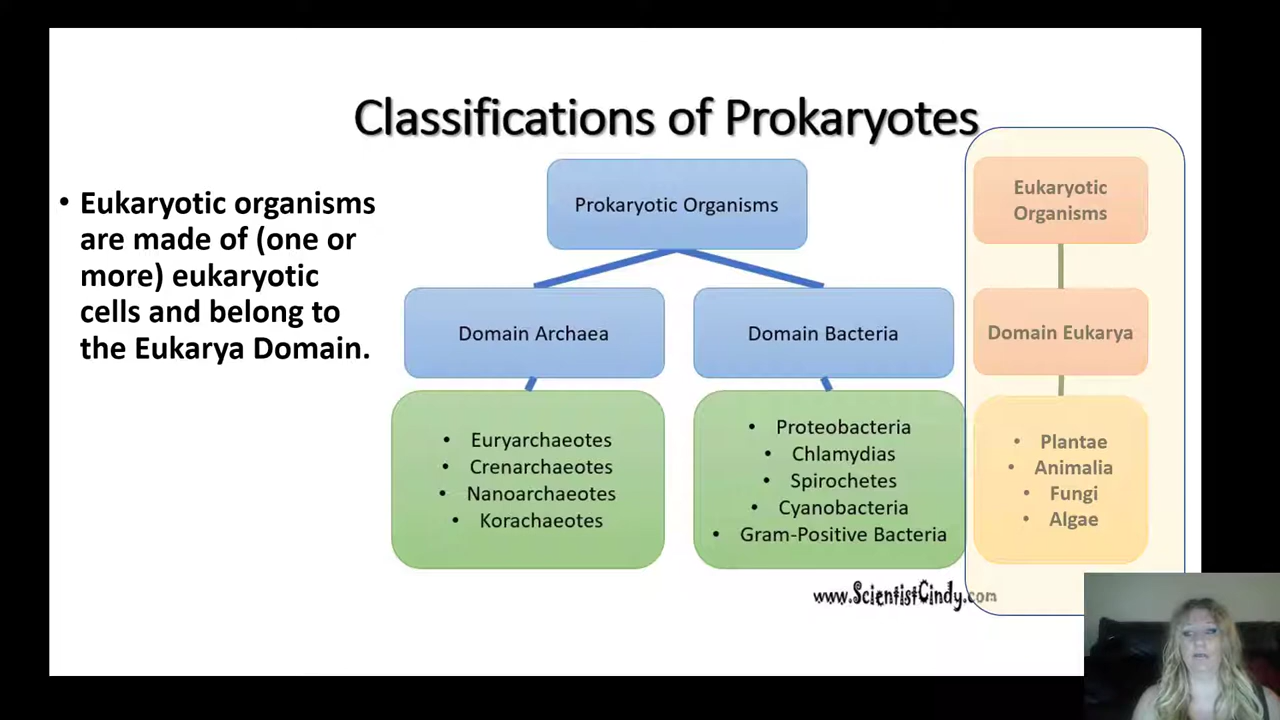 Classifications of Prokaryotes
• Eukaryotic organisms
are made of (one or
more) eukaryotic
cells and belong to
the Eukarya Domain.
Prokaryotic Organisms
Domain Archaea
• Euryarchaeotes
• Crenarchaeotes
• Nanoarchaeotes
• Korachaeotes
Domain Bacteria
• Proteobacteria
• Chlamydias
• Spirochetes
• Cyanobacteria
• Gram-Positive Bacteria
Eukaryotic
Organisms
Domain Eukarya
• Plantae
• Animalia
• Fungi
• Algae
www.ScientistCindy.com